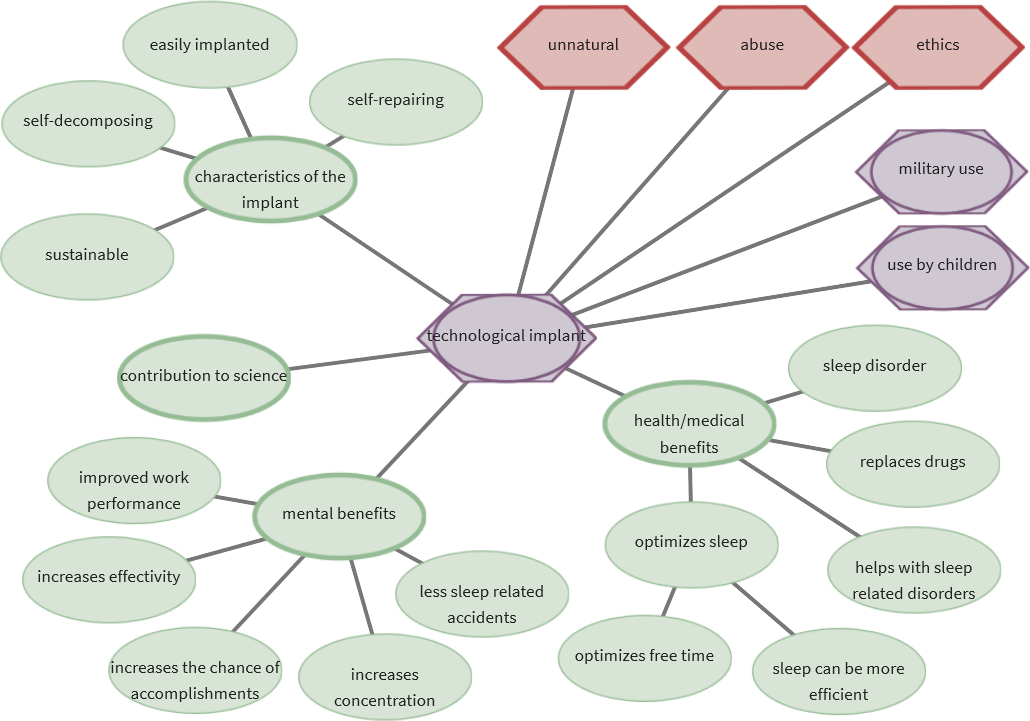 easily implanted
unnatural
abuse
ethics
self-repairing
self-decomposing
military use
characteristics of the
implant
sustainable
use by children
technological implant
contribution to science
sleep disorder
health/medical
benefits
replaces drugs
improved work
performance
mental benefits
optimizes sleep
helps with sleep
related disorders
increases effectivity
less sleep related
accidents
optimizes free time
sleep can be more
efficient
increases the chance of
accomplishments
increases
concentration